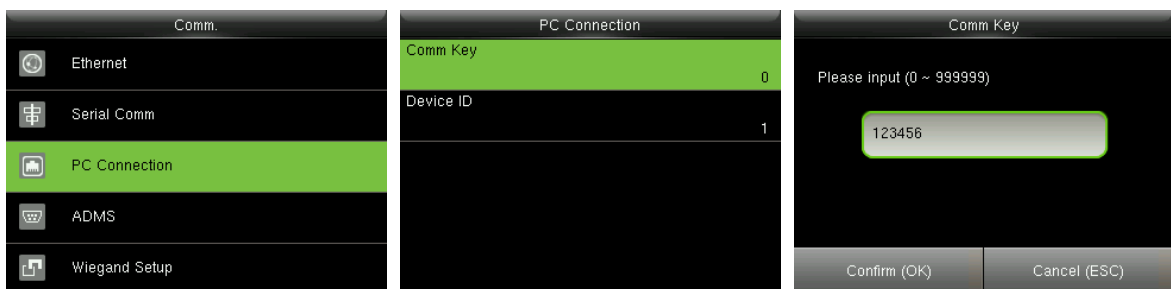 Comm.
Ethernet
Serial Comm
PC Connection
ADMS
Wiegand Setup
PC Connection
Comm Key
0
Device ID
1
Comm Key
Please input (0 ~ 999999)
123456
Confirm (OK)
Cancel (ESC)